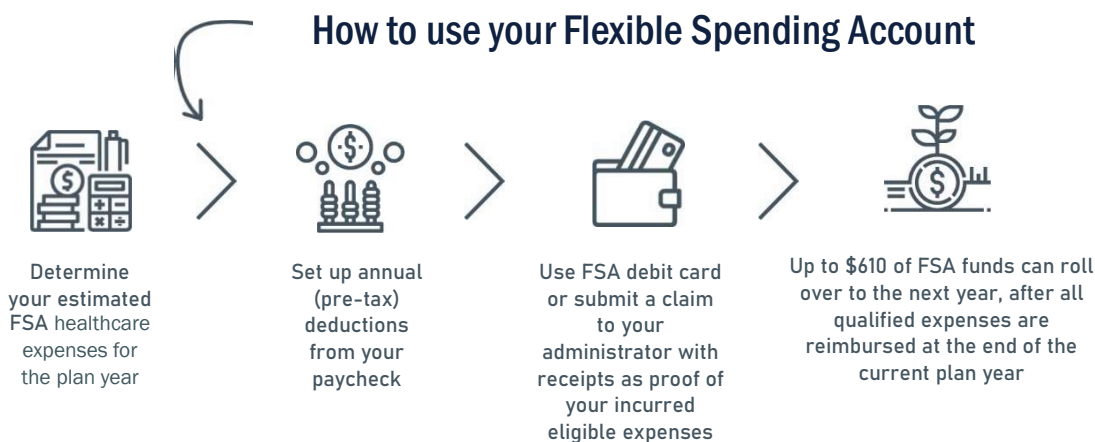 How to use your Flexible Spending Account
Determine
your estimated
FSA healthcare
expenses for
the plan year
Set up annual
(pre-tax)
deductions
from your
paycheck
Use FSA debit card
or submit a claim
to your
administrator with
receipts as proof of
your incurred
eligible expenses
Up to $610 of FSA funds can roll
over to the next year, after all
qualified expenses are
reimbursed at the end of the
current plan year